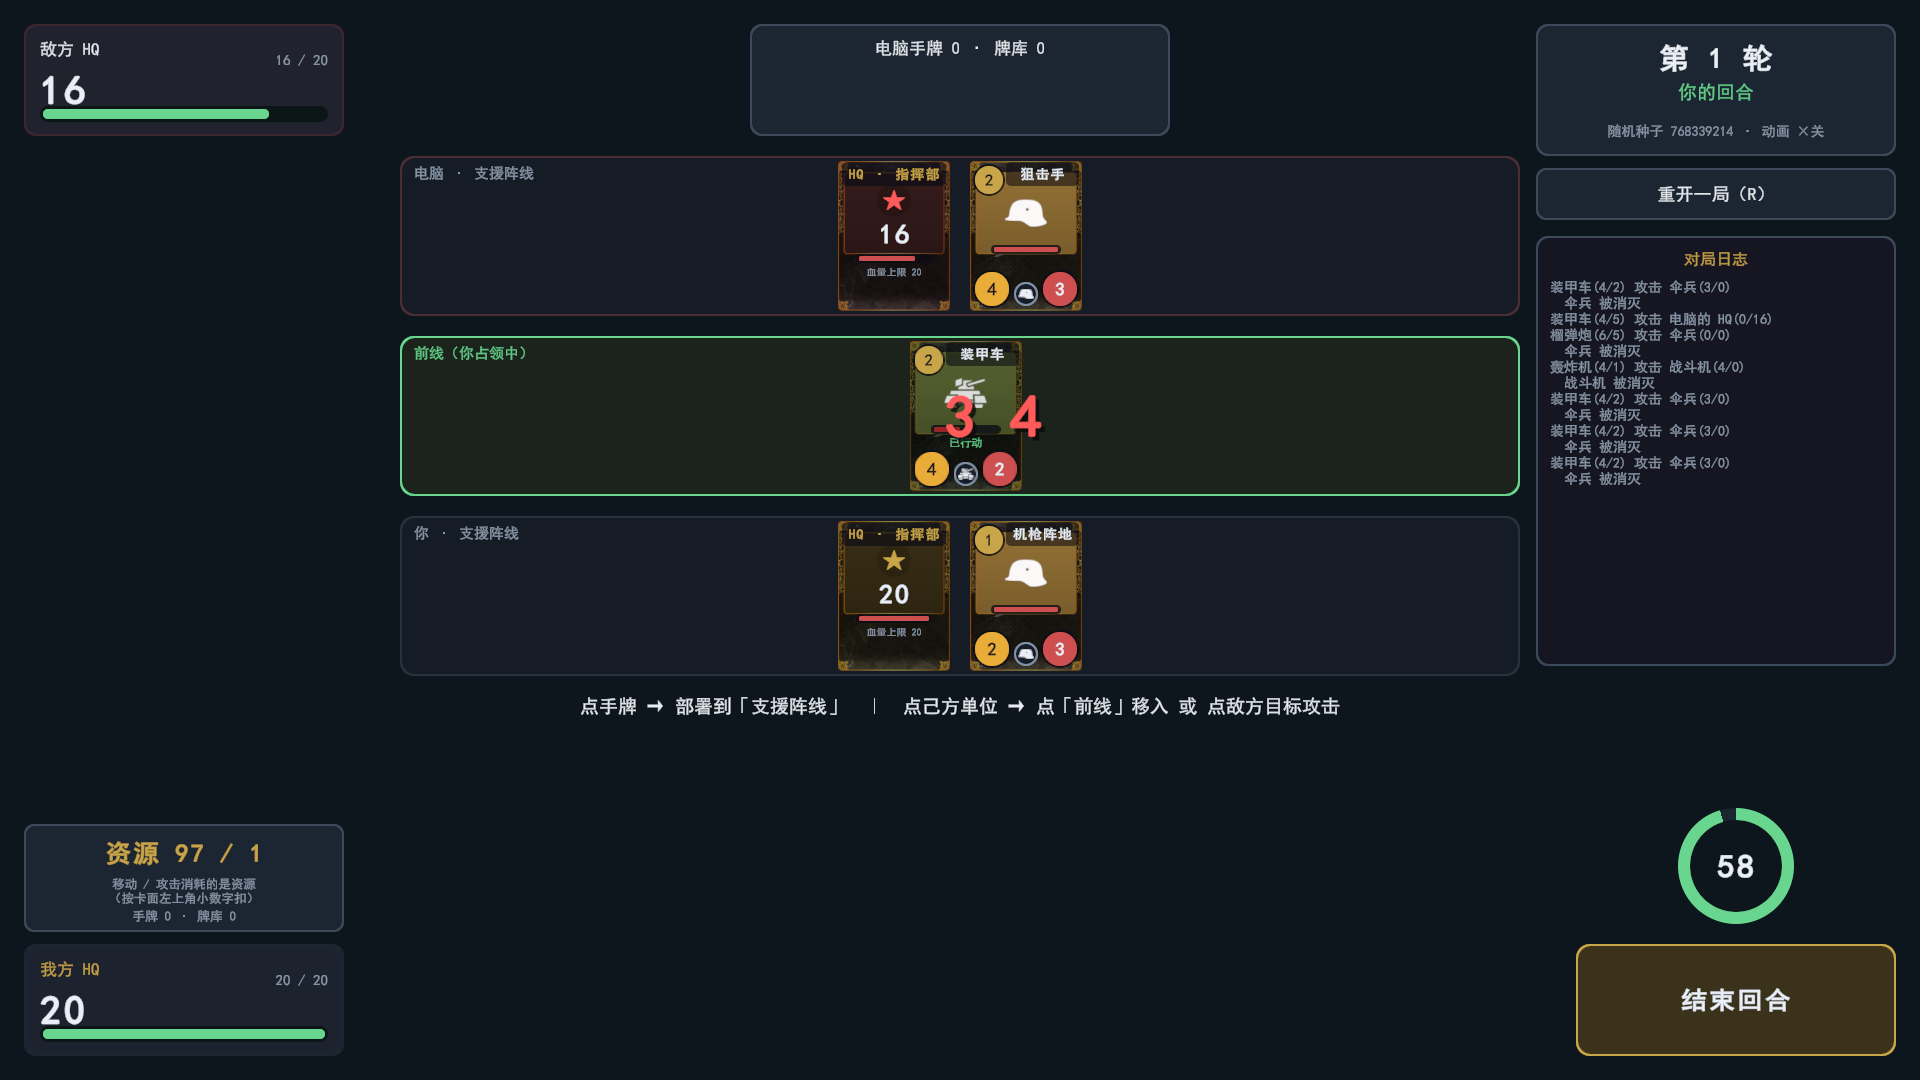 敌方 HQ
16 / 20
16
电脑手牌 0 · 牌库 0
第 1 轮
你的回合
随机种子 768339214 · 动画 ×关
重开一局（R）
电脑 · 支援阵线
HQ · 指挥部
16
血量上限 20
2
狙击手
4
3
前线（你占领中）
2
装甲车
3
4
已行动
4
2
你 · 支援阵线
HQ · 指挥部
20
血量上限 20
1
机枪阵地
2
3
对局日志
装甲车(4/2) 攻击 伞兵(3/0)
伞兵 被消灭
装甲车(4/5) 攻击 电脑的 HQ(0/16)
榴弹炮(6/5) 攻击 伞兵(0/0)
伞兵 被消灭
轰炸机(4/1) 攻击 战斗机(4/0)
战斗机 被消灭
装甲车(4/2) 攻击 伞兵(3/0)
伞兵 被消灭
装甲车(4/2) 攻击 伞兵(3/0)
伞兵 被消灭
装甲车(4/2) 攻击 伞兵(3/0)
伞兵 被消灭
点手牌 → 部署到「支援阵线」 | 点己方单位 → 点「前线」移入 或 点敌方目标攻击
资源 97 / 1
移动 / 攻击消耗的是资源
（按卡面左上角小数字扣）
手牌 0 · 牌库 0
我方 HQ
20 / 20
20
58
结束回合